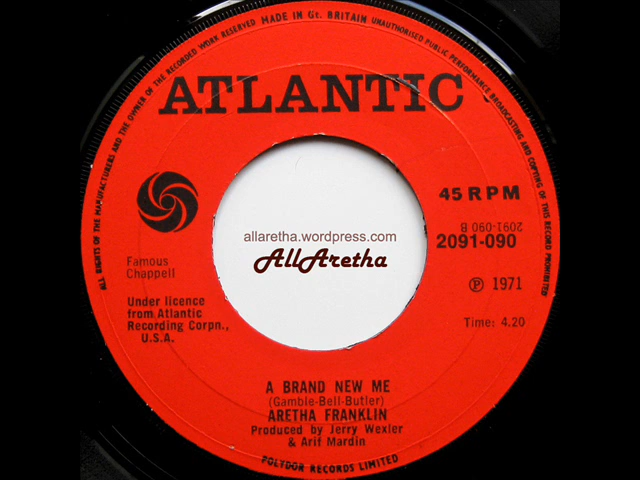 ALL RIGHTS OF THE MANUFACTURERS AND THE OWNER OF THE RECORDED WORK RESERVED MADE IN Gt. BRITAIN UNAUTHORISED PUBLIC PERFORMANCE BROADCASTING AND COPYING OF THIS RECORD PROHIBITED
ATLANTIC
45 RPM
allaretha.wordpress.com
AllAretha
2091-090 B
2091-090
Famous
Chappell
℗ 1971
Under licence
from Atlantic
Recording Corpn.,
U.S.A.
Time: 4.20
A BRAND NEW ME
(Gamble-Bell-Butler)
ARETHA FRANKLIN
Produced by Jerry Wexler
& Arif Mardin
POLYDOR RECORDS LIMITED